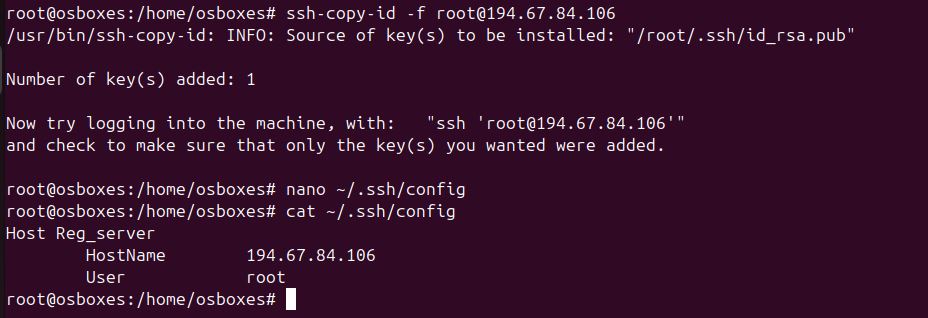 root@osboxes:/home/osboxes# ssh-copy-id -f root@194.67.84.106
/usr/bin/ssh-copy-id: INFO: Source of key(s) to be installed: "/root/.ssh/id_rsa.pub"
Number of key(s) added: 1
Now try logging into the machine, with:   "ssh 'root@194.67.84.106'"
and check to make sure that only the key(s) you wanted were added.
root@osboxes:/home/osboxes# nano ~/.ssh/config
root@osboxes:/home/osboxes# cat ~/.ssh/config
Host Reg_server
        HostName        194.67.84.106
        User            root
root@osboxes:/home/osboxes#